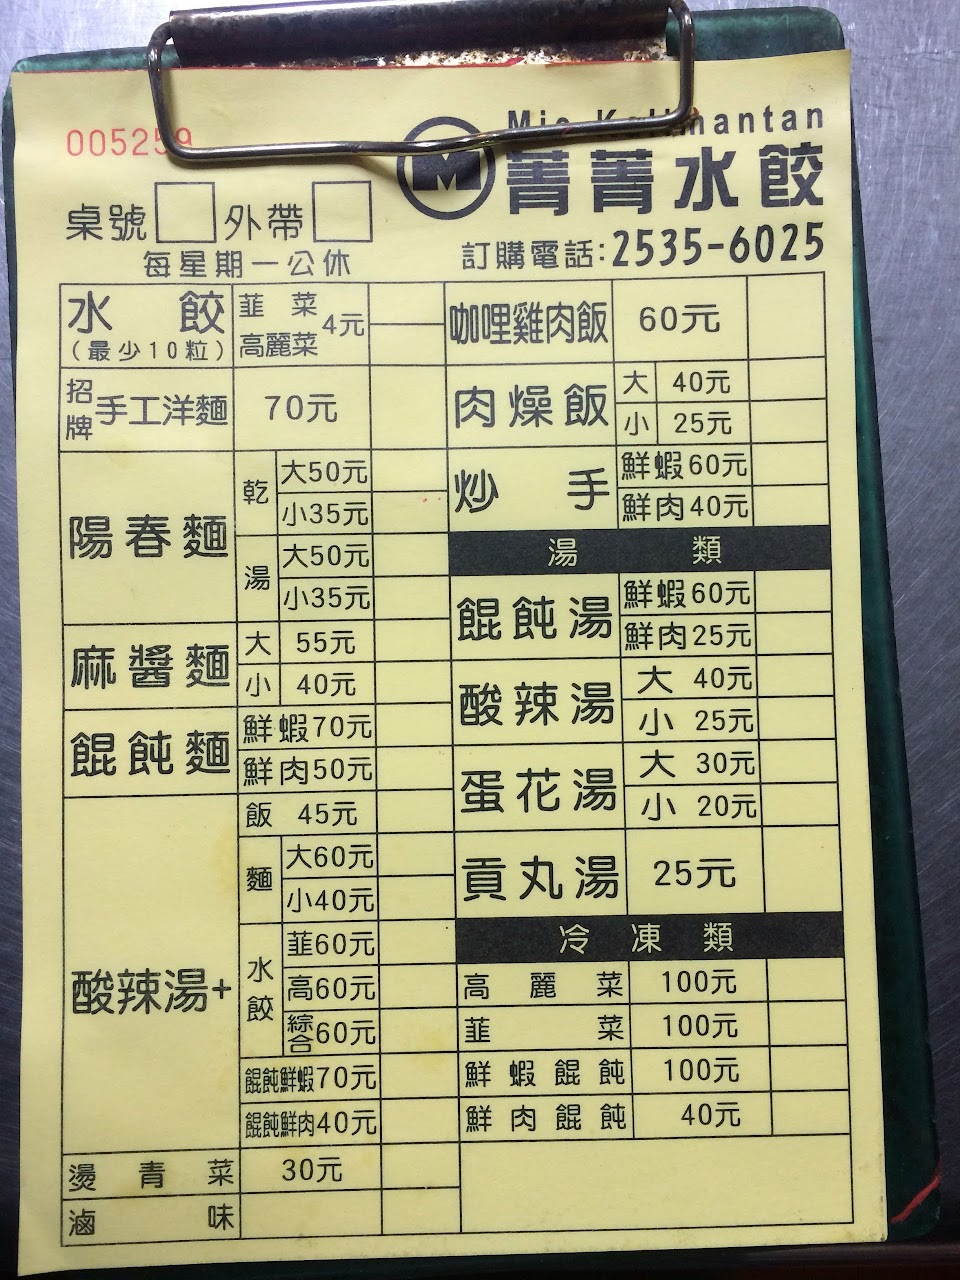 005259
Mie Kalimantan
M
菁菁水餃
桌號 外帶
訂購電話:2535-6025
每星期一公休
水餃
(最少10粒)
韮菜
高麗菜
4元
招牌手工洋麵 70元
陽春麵
乾
大50元
小35元
湯
大50元
小35元
麻醬麵
大 55元
小 40元
餛飩麵
鮮蝦70元
鮮肉50元
酸辣湯+
飯 45元
麵
大60元
小40元
水餃
韮60元
高60元
綜合60元
餛飩鮮蝦70元
餛飩鮮肉40元
燙青菜 30元
滷味
咖哩雞肉飯 60元
肉燥飯
大 40元
小 25元
炒手
鮮蝦60元
鮮肉40元
湯類
餛飩湯
鮮蝦60元
鮮肉25元
酸辣湯
大 40元
小 25元
蛋花湯
大 30元
小 20元
貢丸湯 25元
冷凍類
高麗菜 100元
韮菜 100元
鮮蝦餛飩 100元
鮮肉餛飩 40元